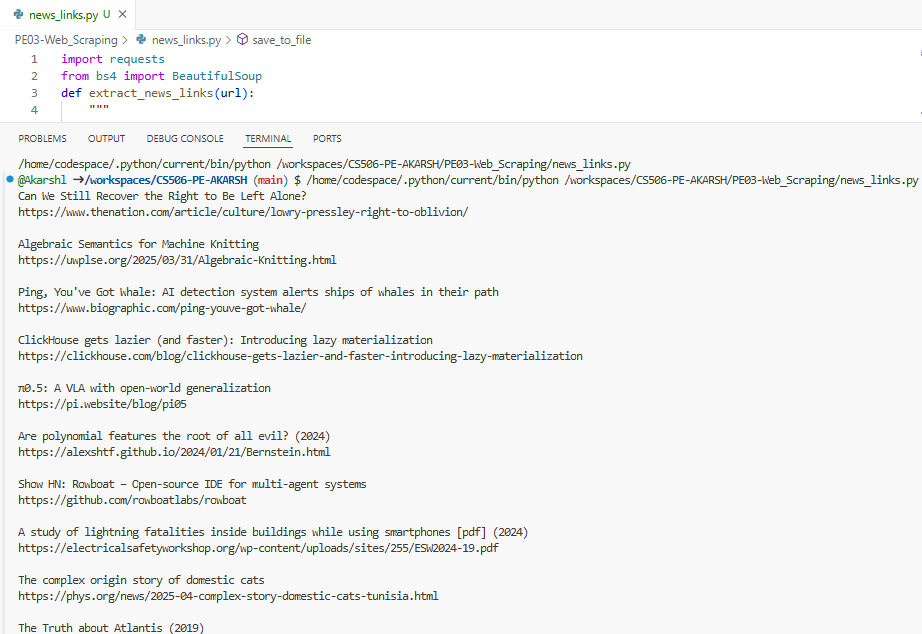 news_links.py U ×
PE03-Web_Scraping > news_links.py > save_to_file
1 import requests
2 from bs4 import BeautifulSoup
3 def extract_news_links(url):
4 """
PROBLEMS OUTPUT DEBUG CONSOLE TERMINAL PORTS
/home/codespace/.python/current/bin/python /workspaces/CS506-PE-AKARSH/PE03-Web_Scraping/news_links.py
@Akarshl →/workspaces/CS506-PE-AKARSH (main) $ /home/codespace/.python/current/bin/python /workspaces/CS506-PE-AKARSH/PE03-Web_Scraping/news_links.py
Can We Still Recover the Right to Be Left Alone?
https://www.thenation.com/article/culture/lowry-pressley-right-to-oblivion/
Algebraic Semantics for Machine Knitting
https://uwplse.org/2025/03/31/Algebraic-Knitting.html
Ping, You've Got Whale: AI detection system alerts ships of whales in their path
https://www.biographic.com/ping-youve-got-whale/
ClickHouse gets lazier (and faster): Introducing lazy materialization
https://clickhouse.com/blog/clickhouse-gets-lazier-and-faster-introducing-lazy-materialization
π0.5: A VLA with open-world generalization
https://pi.website/blog/pi05
Are polynomial features the root of all evil? (2024)
https://alexshtf.github.io/2024/01/21/Bernstein.html
Show HN: Rowboat – Open-source IDE for multi-agent systems
https://github.com/rowboatlabs/rowboat
A study of lightning fatalities inside buildings while using smartphones [pdf] (2024)
https://electricalsafetyworkshop.org/wp-content/uploads/sites/255/ESW2024-19.pdf
The complex origin story of domestic cats
https://phys.org/news/2025-04-complex-story-domestic-cats-tunisia.html
The Truth about Atlantis (2019)